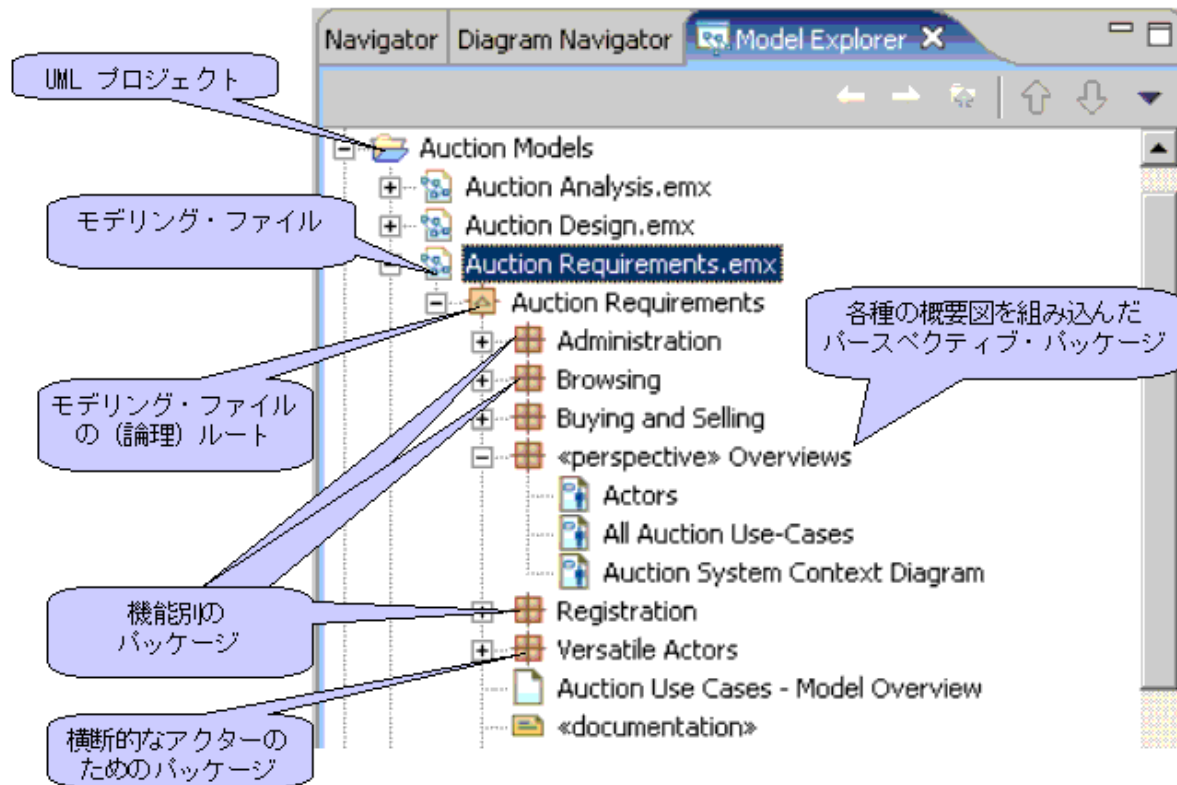 Navigator Diagram Navigator Model Explorer
UML プロジェクト
Auction Models
Auction Analysis.emx
モデリング・ファイル
Auction Design.emx
Auction Requirements.emx
Auction Requirements
各種の概要図を組み込んだ
パースペクティブ・パッケージ
Administration
Browsing
モデリング・ファイル
の（論理）ルート
Buying and Selling
«perspective» Overviews
Actors
All Auction Use-Cases
Auction System Context Diagram
機能別の
パッケージ
Registration
Versatile Actors
Auction Use Cases - Model Overview
横断的なアクターの
ためのパッケージ
«documentation»